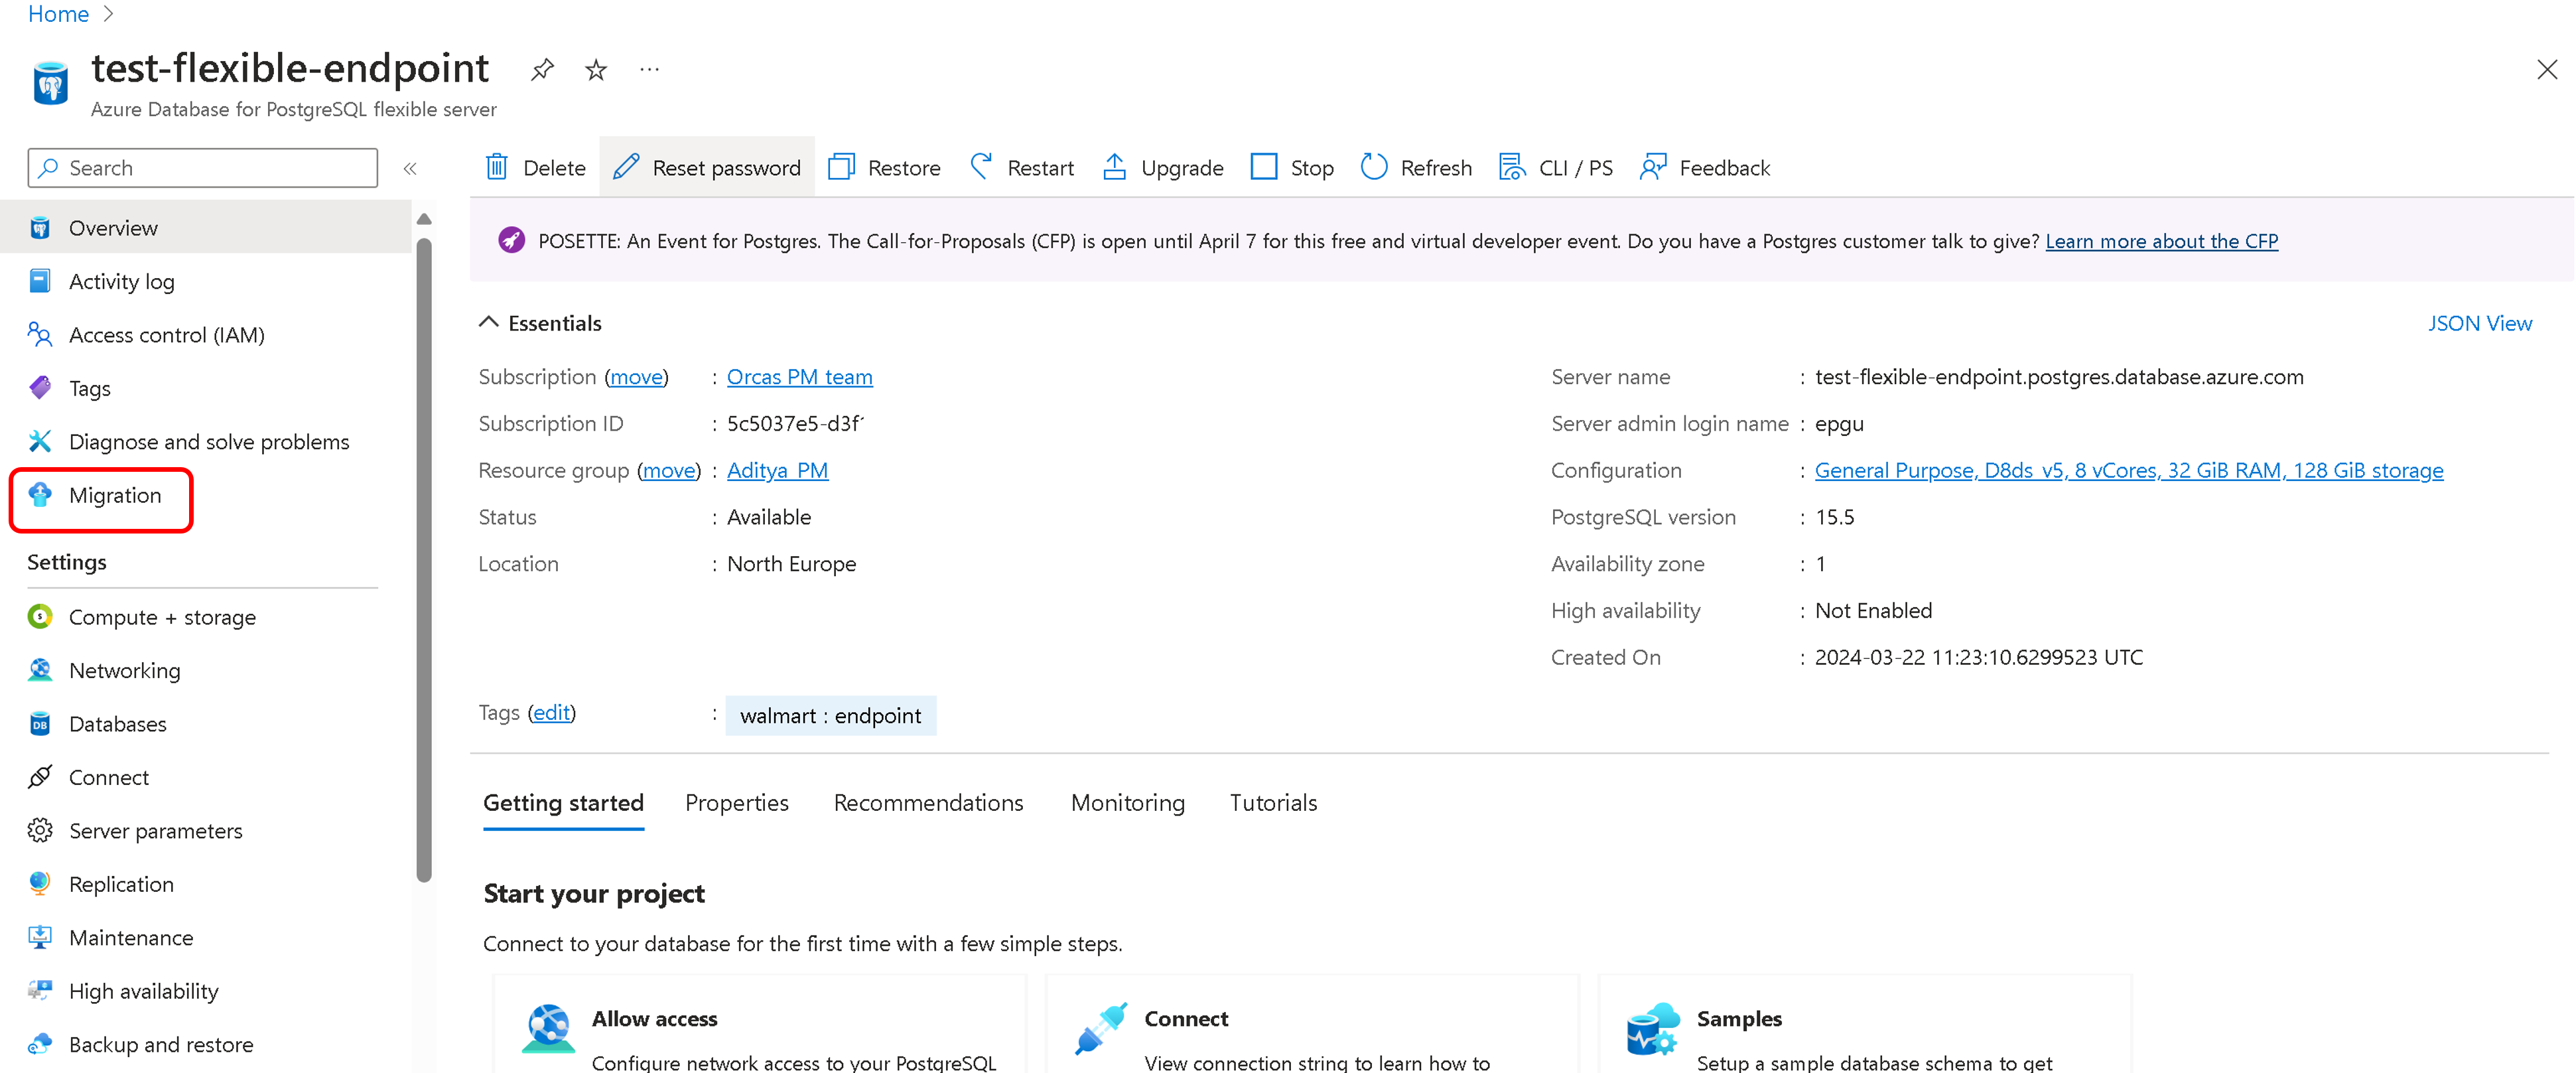 Home
test-flexible-endpoint
Azure Database for PostgreSQL flexible server
Search
Delete Reset password Restore Restart Upgrade Stop Refresh CLI / PS Feedback
POSETTE: An Event for Postgres. The Call-for-Proposals (CFP) is open until April 7 for this free and virtual developer event. Do you have a Postgres customer talk to give? Learn more about the CFP
Overview
Activity log
Access control (IAM)
Tags
Diagnose and solve problems
Migration
Settings
Compute + storage
Networking
Databases
Connect
Server parameters
Replication
Maintenance
High availability
Backup and restore
Essentials
JSON View
Subscription (move) : Orcas PM team
Subscription ID : 5c5037e5-d3f
Resource group (move) : Aditya_PM
Status : Available
Location : North Europe
Server name : test-flexible-endpoint.postgres.database.azure.com
Server admin login name : epgu
Configuration : General Purpose, D8ds_v5, 8 vCores, 32 GiB RAM, 128 GiB storage
PostgreSQL version : 15.5
Availability zone : 1
High availability : Not Enabled
Created On : 2024-03-22 11:23:10.6299523 UTC
Tags (edit) : walmart : endpoint
Getting started Properties Recommendations Monitoring Tutorials
Start your project
Connect to your database for the first time with a few simple steps.
Allow access
Configure network access to your PostgreSQL
Connect
View connection string to learn how to
Samples
Setup a sample database schema to get